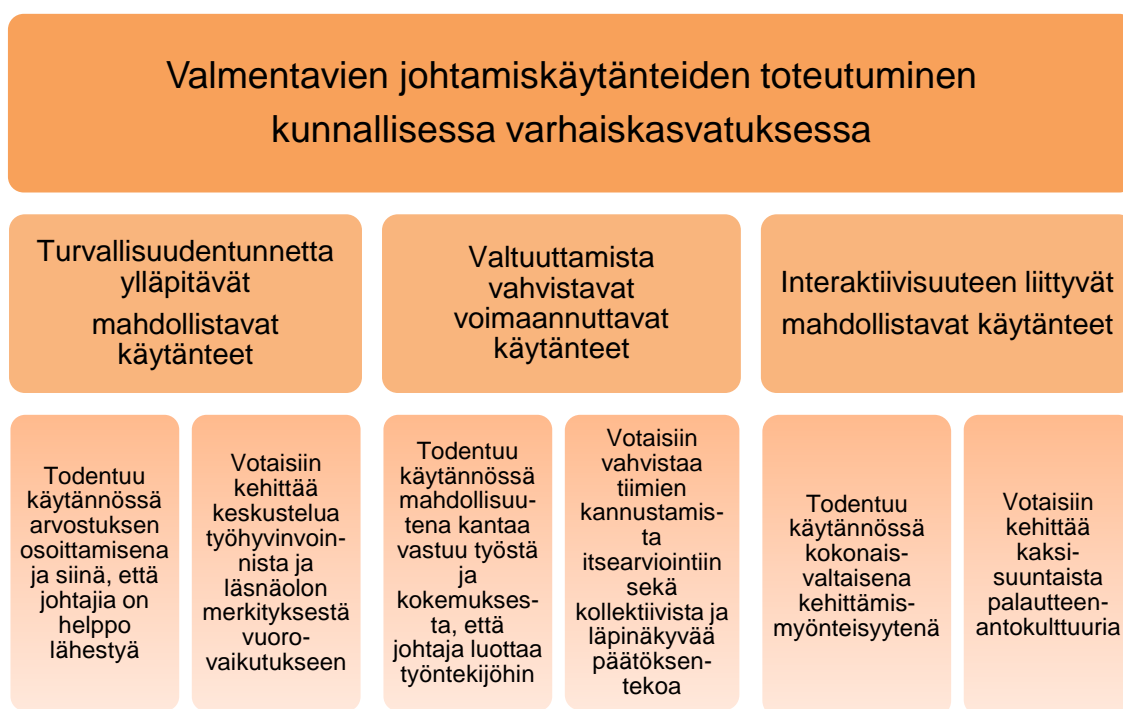 Valmentavien johtamiskäytänteiden toteutuminen
kunnallisessa varhaiskasvatuksessa
Turvallisuudentunnetta
ylläpitävät
mahdollistavat
käytänteet
Valtuuttamista
vahvistavat
voimaannuttavat
käytänteet
Interaktiivisuuteen liittyvät
mahdollistavat käytänteet
Todentuu
käytännössä
arvostuksen
osoittamisena
ja siinä, että
johtajia on
helppo
lähestyä
Votaisiin
kehittää
keskustelua
työhyvinvoin-
nista ja
läsnäolon
merkityksestä
vuoro-
vaikutukseen
Todentuu
käytännössä
mahdollisuu-
tena kantaa
vastuu työstä
ja
kokemukses-
ta, että
johtaja luottaa
työntekijöhin
Votaisiin
vahvistaa
tiimien
kannustamis-
ta
itsearviointiin
sekä
kollektiivista ja
läpinäkyvää
päätöksen-
tekoa
Todentuu
käytännössä
kokonais-
valtaisena
kehittämis-
myönteisyytenä
Votaisiin
kehittää
kaksi-
suuntaista
palautteen-
antokulttuuria